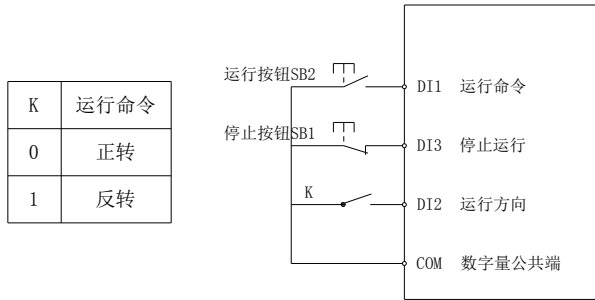 K 运行命令
0 正转
1 反转
运行按钮SB2
DI1 运行命令
停止按钮SB1
DI3 停止运行
K
DI2 运行方向
COM 数字量公共端